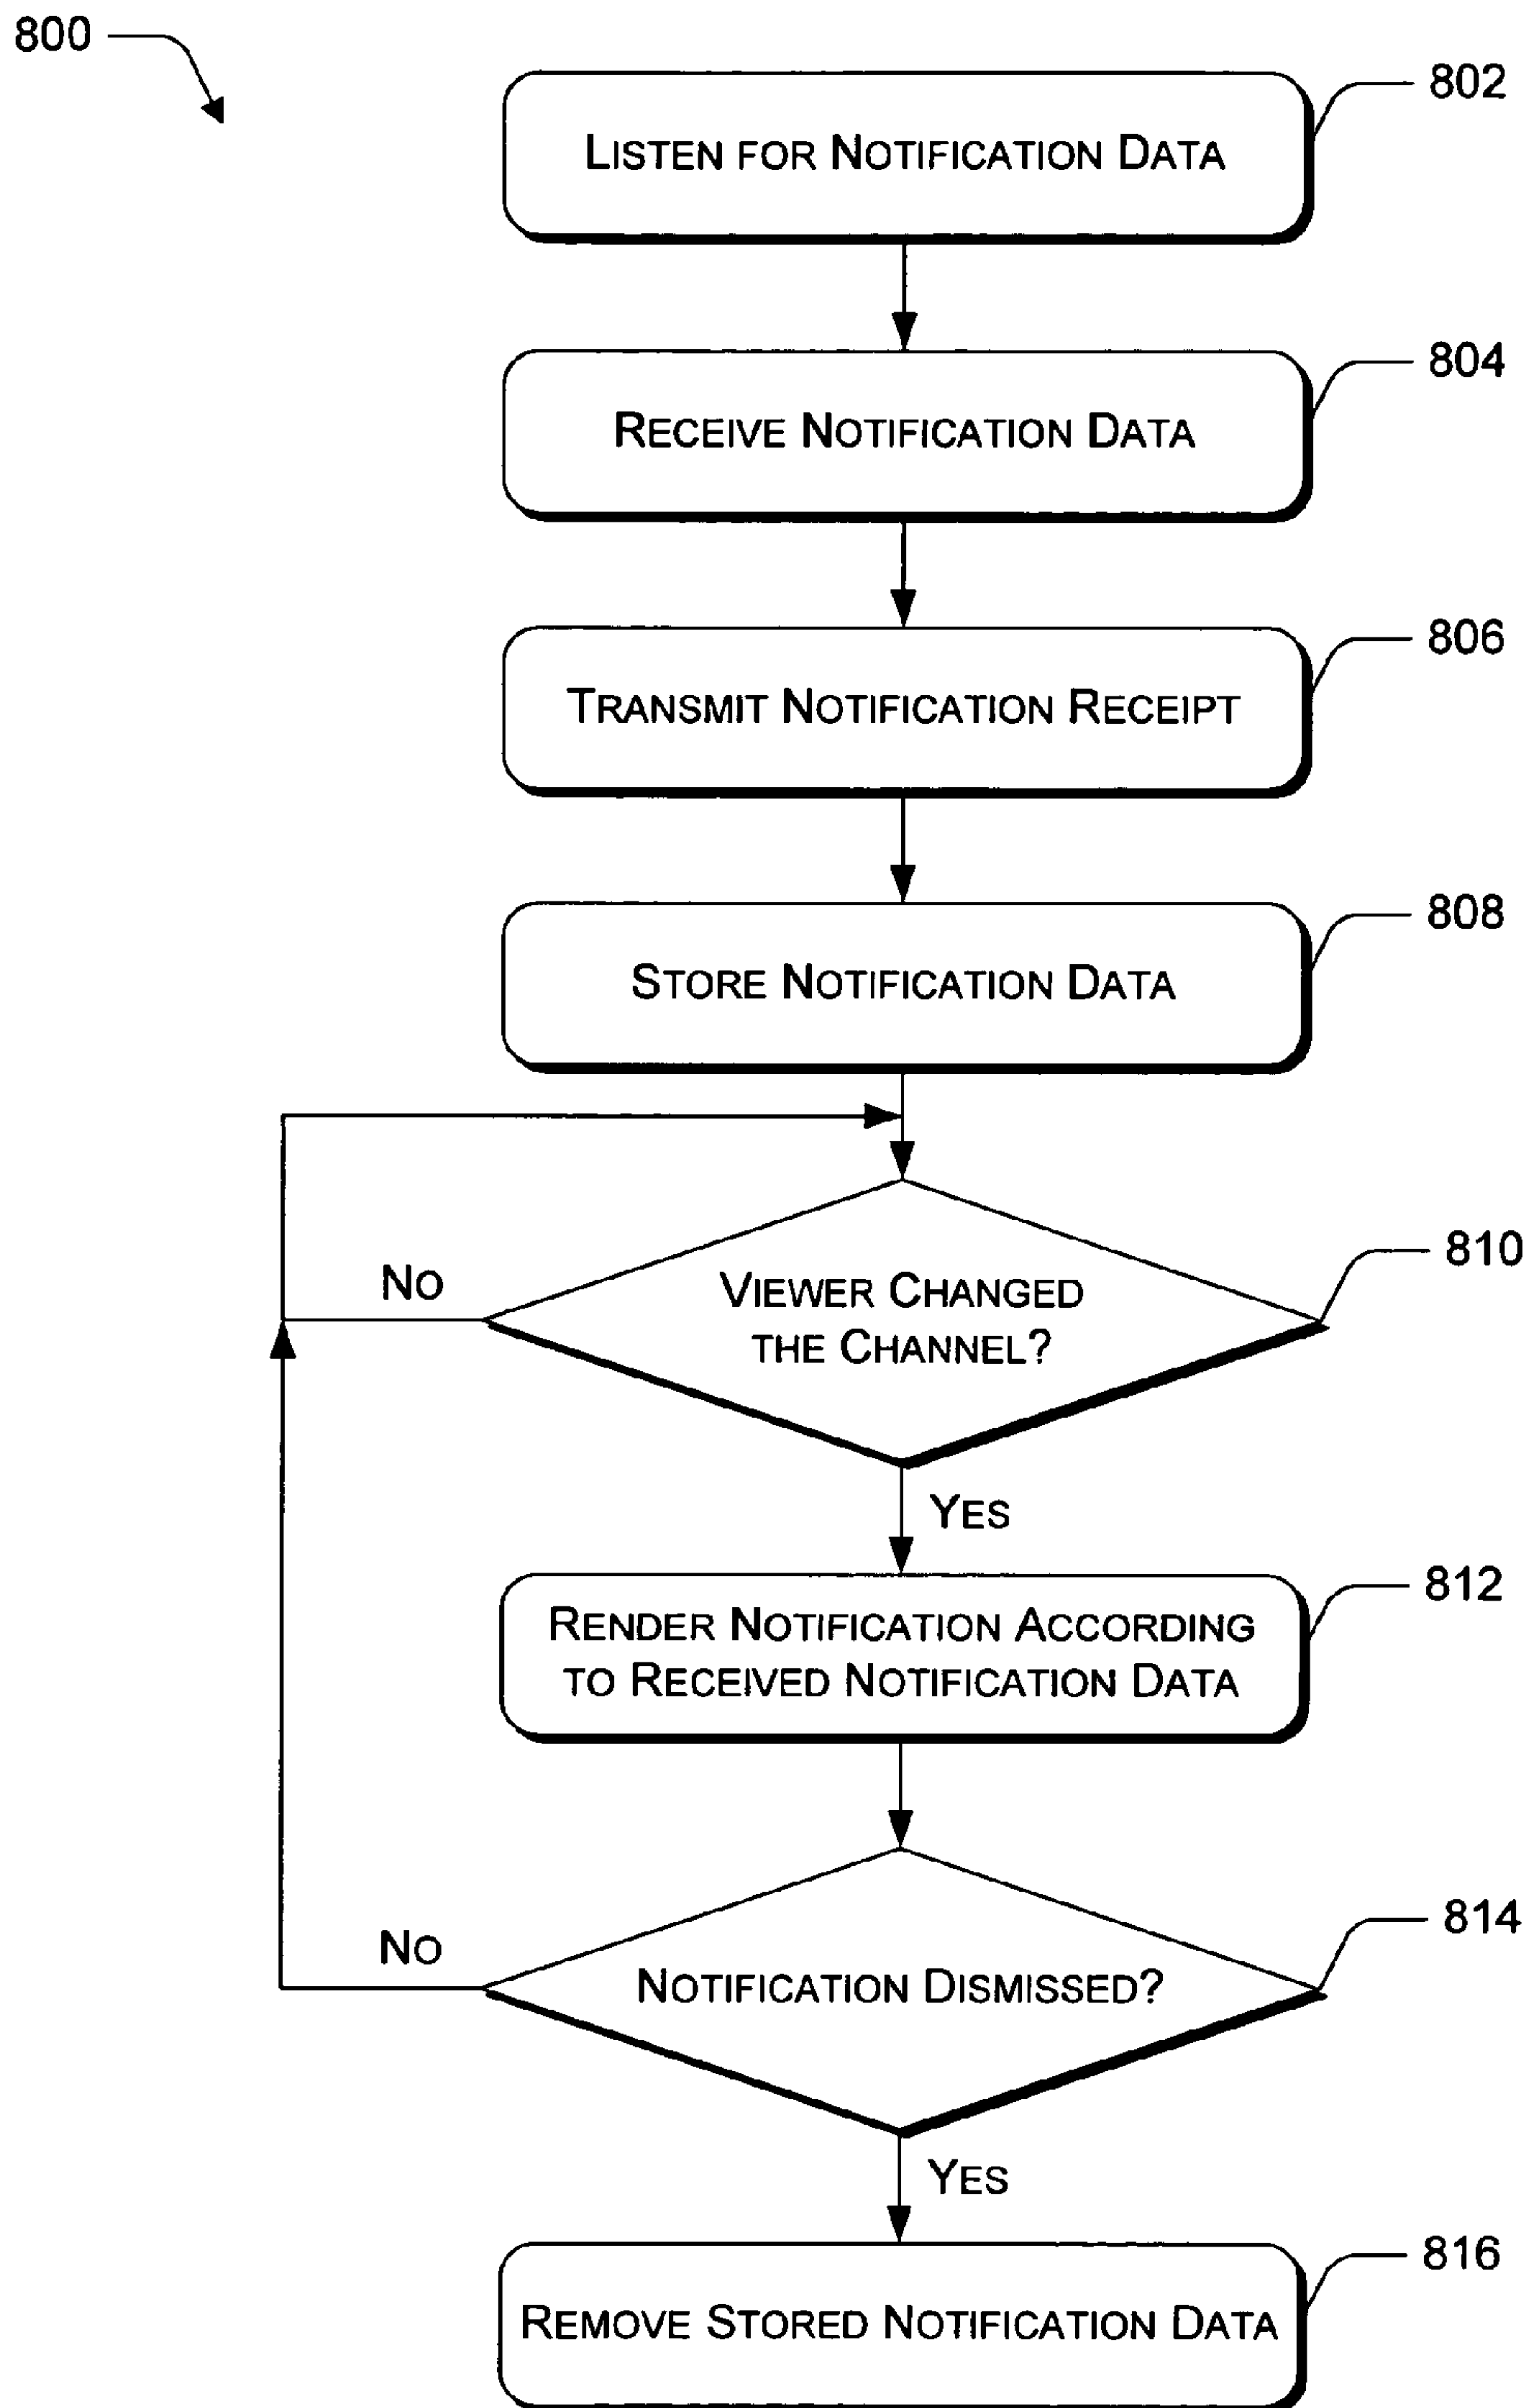 800
LISTEN FOR NOTIFICATION DATA
802
RECEIVE NOTIFICATION DATA
804
TRANSMIT NOTIFICATION RECEIPT
806
STORE NOTIFICATION DATA
808
NO
VIEWER CHANGED
THE CHANNEL?
810
YES
RENDER NOTIFICATION ACCORDING
TO RECEIVED NOTIFICATION DATA
812
NO
NOTIFICATION DISMISSED?
814
YES
REMOVE STORED NOTIFICATION DATA
816